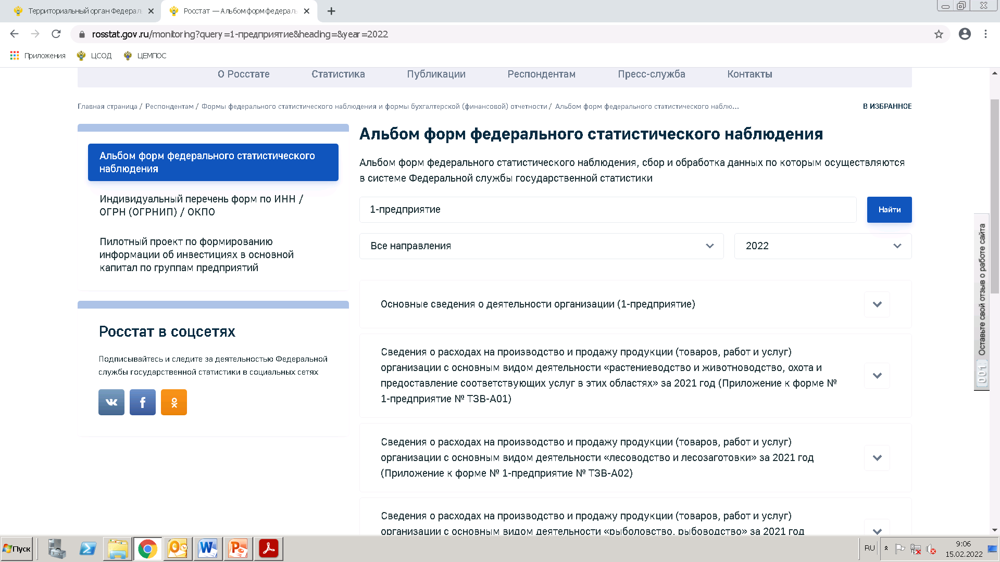 Территориальный орган Федерал
Росстат — Альбом форм федерал
rosstat.gov.ru/monitoring?query=1-предприятие&heading=&year=2022
Приложения
ЦСОД
ЦЕМПОС
О Росстате
Статистика
Публикации
Респондентам
Пресс-служба
Контакты
Главная страница / Респондентам / Формы федерального статистического наблюдения и формы бухгалтерской (финансовой) отчетности / Альбом форм федерального статистического наблю...
В ИЗБРАННОЕ
Альбом форм федерального статистического
наблюдения
Индивидуальный перечень форм по ИНН /
ОГРН (ОГРНИП) / ОКПО
Пилотный проект по формированию
информации об инвестициях в основной
капитал по группам предприятий
Росстат в соцсетях
Подписывайтесь и следите за деятельностью Федеральной
службы государственной статистики в социальных сетях
Альбом форм федерального статистического наблюдения
Альбом форм федерального статистического наблюдения, сбор и обработка данных по которым осуществляются
в системе Федеральной службы государственной статистики
1-предприятие
Найти
Все направления
2022
Основные сведения о деятельности организации (1-предприятие)
Сведения о расходах на производство и продажу продукции (товаров, работ и услуг)
организации с основным видом деятельности «растениеводство и животноводство, охота и
предоставление соответствующих услуг в этих областях» за 2021 год (Приложение к форме №
1-предприятие № ТЗВ-А01)
Сведения о расходах на производство и продажу продукции (товаров, работ и услуг)
организации с основным видом деятельности «лесоводство и лесозаготовки» за 2021 год
(Приложение к форме № 1-предприятие № ТЗВ-А02)
Сведения о расходах на производство и продажу продукции (товаров, работ и услуг)
организации с основным видом деятельности «рыболовство, рыбоводство» за 2021 год
Оставьте свой отзыв о работе сайта
Пуск
RU
9:06
15.02.2022